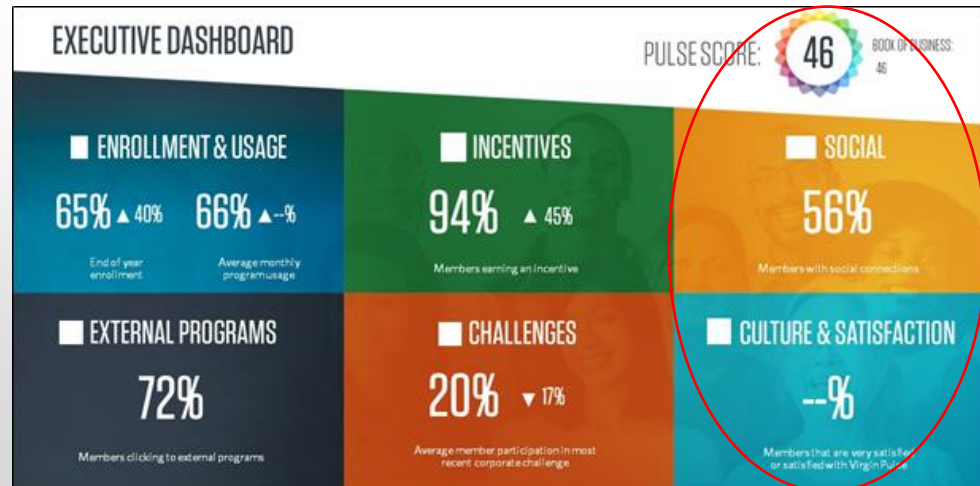 EXECUTIVE DASHBOARD
PULSE SCORE:
46
BOOK OF BUSINESS:
46
ENROLLMENT & USAGE
65% ▲ 40% 66% ▲ --%
End of year
enrollment
Average monthly
program usage
INCENTIVES
94% ▲ 45%
Members earning an incentive
SOCIAL
56%
Members with social connections
EXTERNAL PROGRAMS
72%
Members clicking to external programs
CHALLENGES
20% ▼ 17%
Average member participation in most
recent corporate challenge
CULTURE & SATISFACTION
--%
Members that are very satisfied
or satisfied with Virgin Pulse